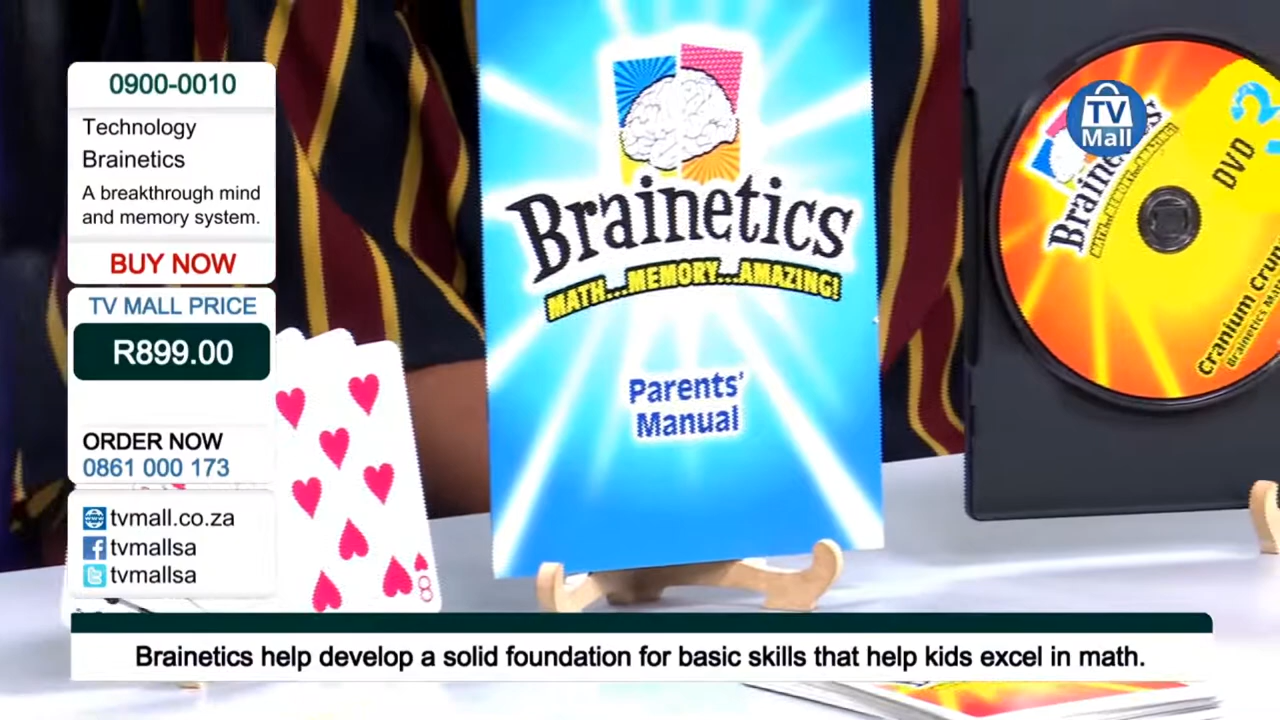 0900-0010
Technology
Brainetics
A breakthrough mind
and memory system.
BUY NOW
TV MALL PRICE
R899.00
ORDER NOW
0861 000 173
tvmall.co.za
tvmallsa
tvmallsa
Brainetics
MATH...MEMORY...AMAZING!
Parents'
Manual
TV
Mall
DVD
Cranium
8
Brainetics help develop a solid foundation for basic skills that help kids excel in math.